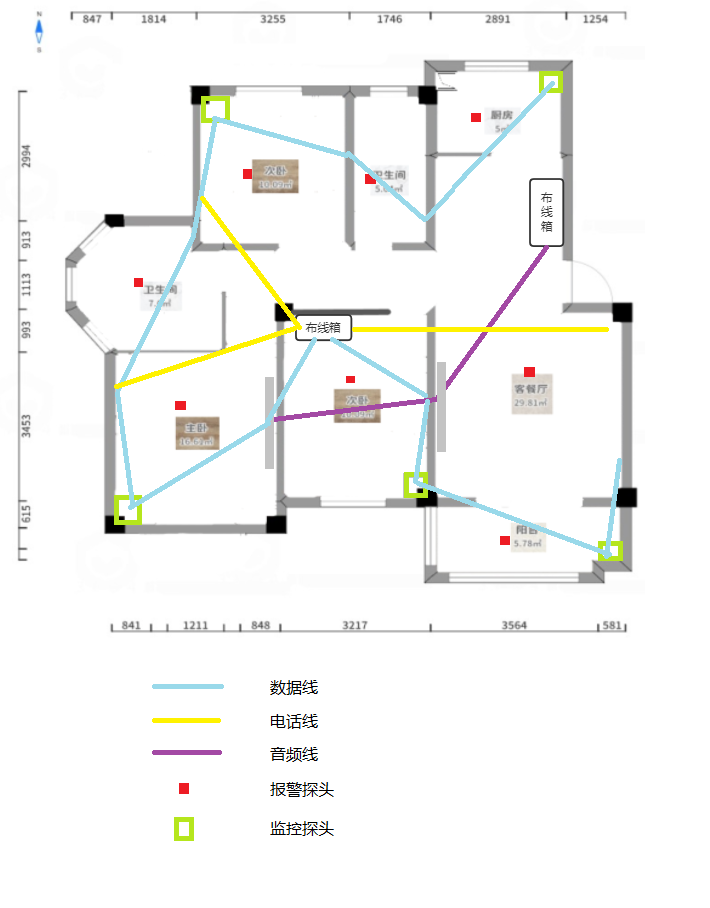 N
S
847 1814 3255 1746 2891 1254
2994
913
1113
993
3453
615
厨房
5㎡
次卧
卫生间
布线箱
卫生间
布线箱
次卧
客餐厅
29.81㎡
主卧
阳台
5.78㎡
841 1211 848 3217 3564 581
数据线
电话线
音频线
报警探头
监控探头